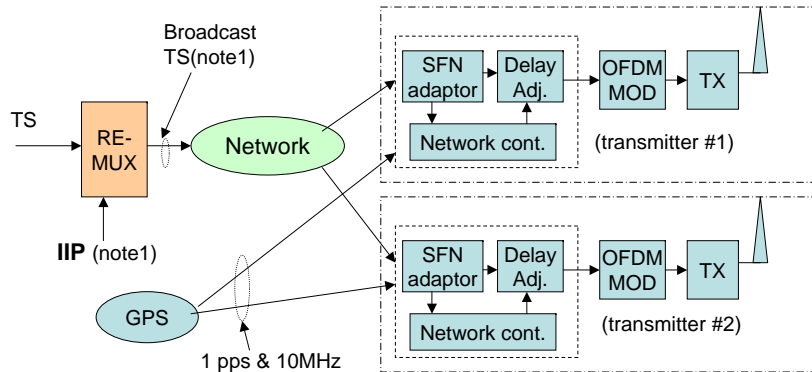 Broadcast
TS(note1)
TS
RE-
MUX
Network
IIP (note1)
GPS
1 pps & 10MHz
SFN
adaptor
Delay
Adj.
Network cont.
OFDM
MOD
TX
(transmitter #1)
SFN
adaptor
Delay
Adj.
Network cont.
OFDM
MOD
TX
(transmitter #2)